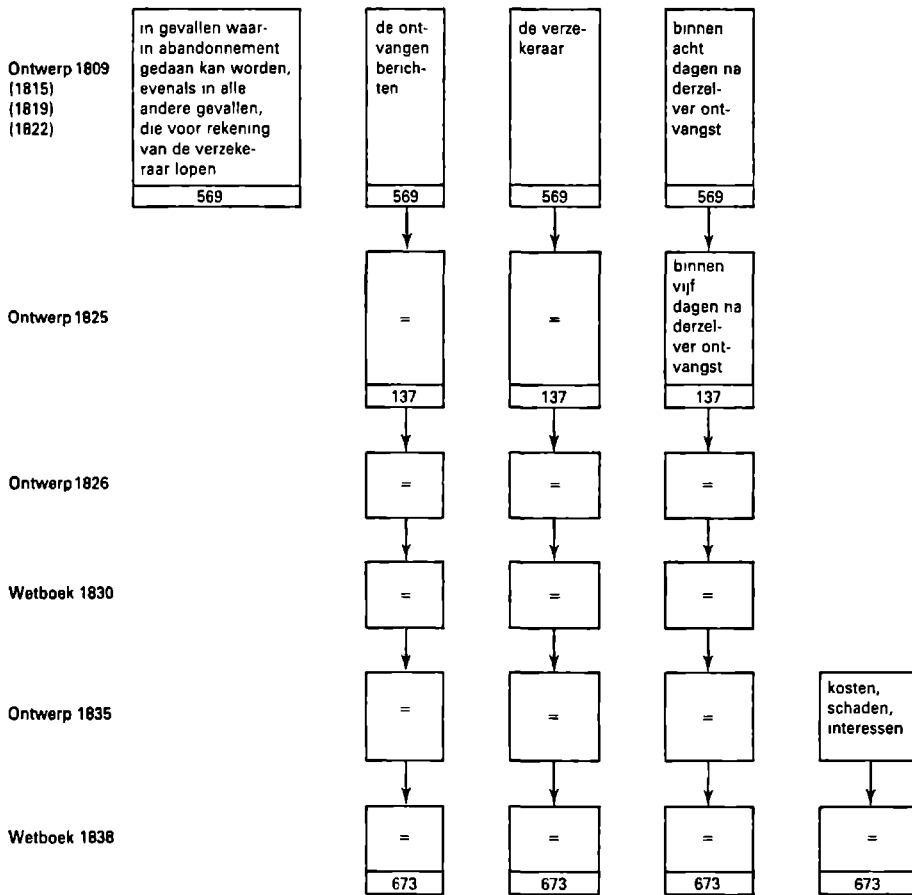 Ontwerp 1809
(1815)
(1819)
(1822)
in gevallen waar-
in abandonnement
gedaan kan worden,
evenals in alle
andere gevallen,
die voor rekening
van de verzeke-
raar lopen
569
de ont-
vangen
berich-
ten
569
de verze-
keraar
569
binnen
acht
dagen na
derzel-
ver ont-
vangst
569
Ontwerp 1825
=
137
=
137
binnen
vijf
dagen na
derzel-
ver ont-
vangst
137
Ontwerp 1826
=
=
=
Wetboek 1830
=
=
=
Ontwerp 1835
=
=
=
kosten,
schaden,
interessen
Wetboek 1838
=
673
=
673
=
673
=
673